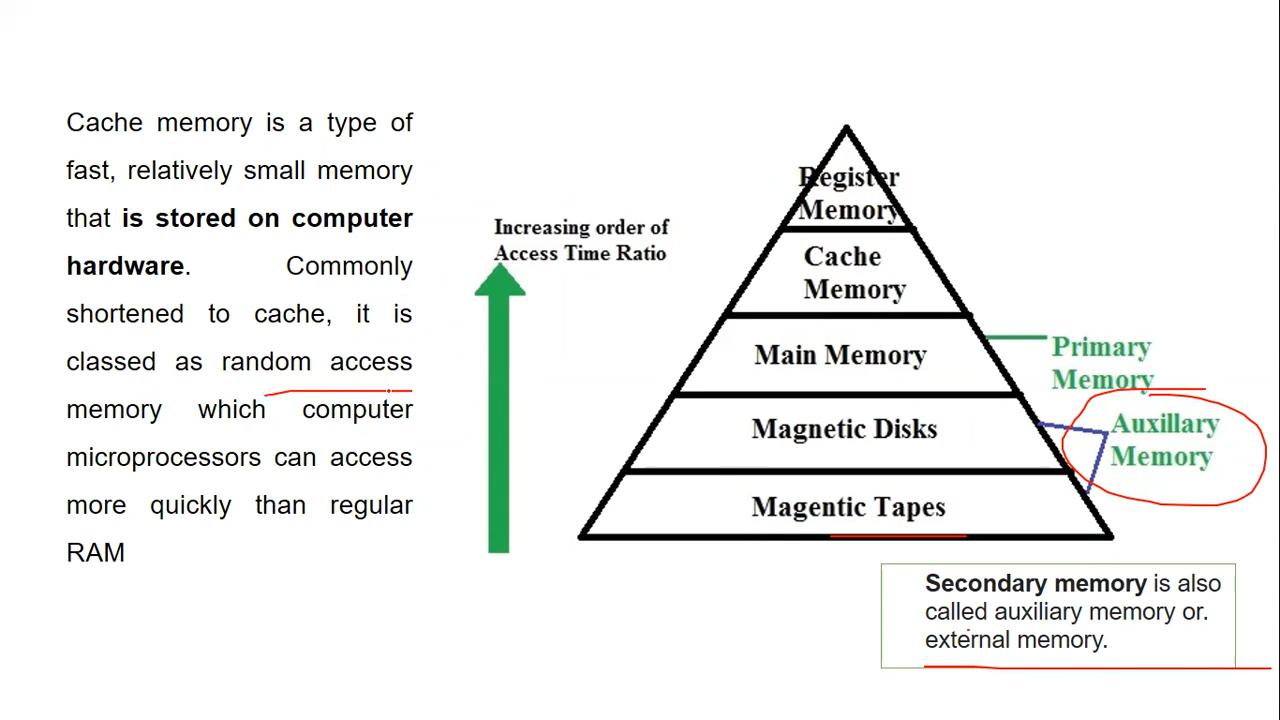 Cache memory is a type of
fast, relatively small memory
that is stored on computer
hardware. Commonly
shortened to cache, it is
classed as random access
memory which computer
microprocessors can access
more quickly than regular
RAM
Increasing order of
Access Time Ratio
Register
Memory
Cache
Memory
Main Memory
Magnetic Disks
Magentic Tapes
Primary
Memory
Auxillary
Memory
Secondary memory is also
called auxiliary memory or.
external memory.